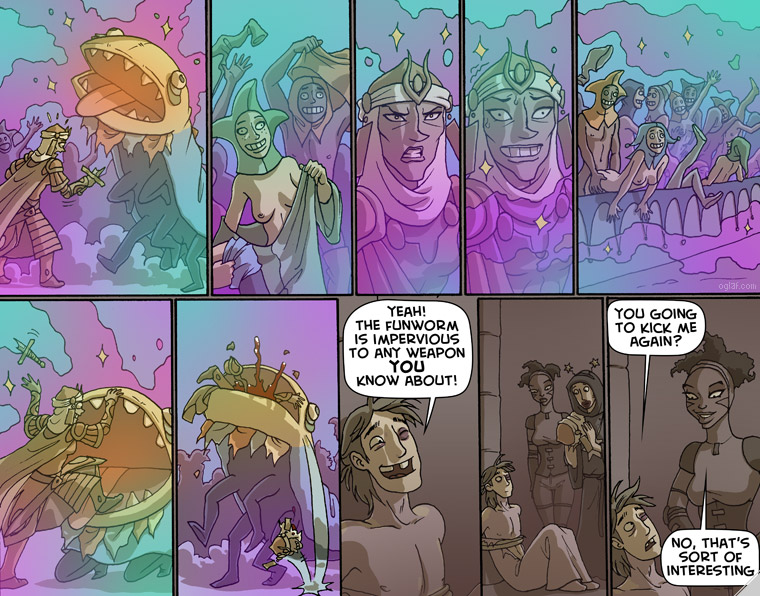 oglaf.com
YEAH!
THE FUNWORM
IS IMPERVIOUS
TO ANY WEAPON
YOU
KNOW ABOUT!
YOU GOING
TO KICK ME
AGAIN?
NO, THAT'S
SORT OF
INTERESTING